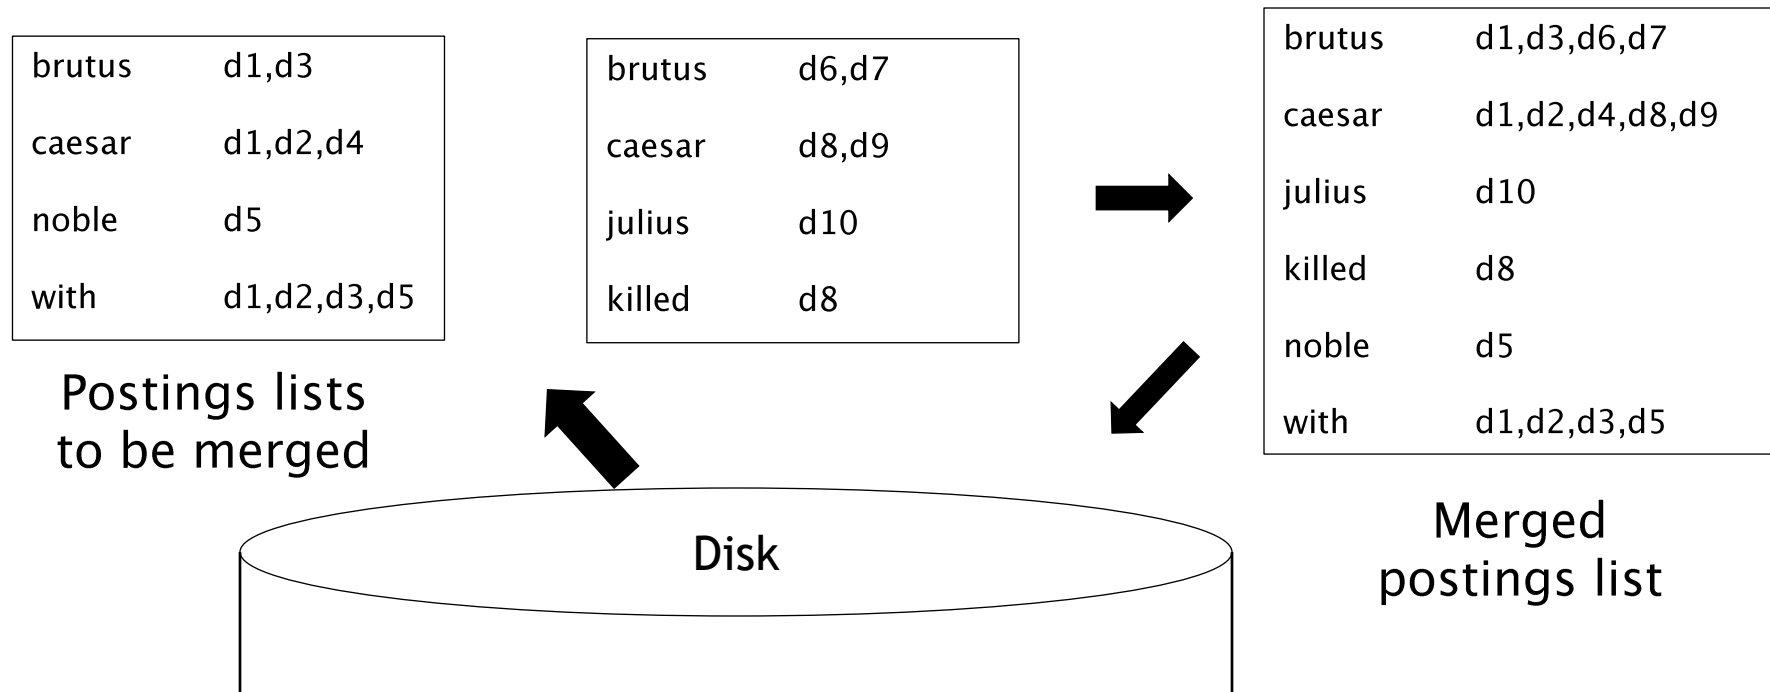 brutus d1,d3
caesar d1,d2,d4
noble d5
with d1,d2,d3,d5
Postings lists
to be merged
brutus d6,d7
caesar d8,d9
julius d10
killed d8
brutus d1,d3,d6,d7
caesar d1,d2,d4,d8,d9
julius d10
killed d8
noble d5
with d1,d2,d3,d5
Merged
postings list
Disk